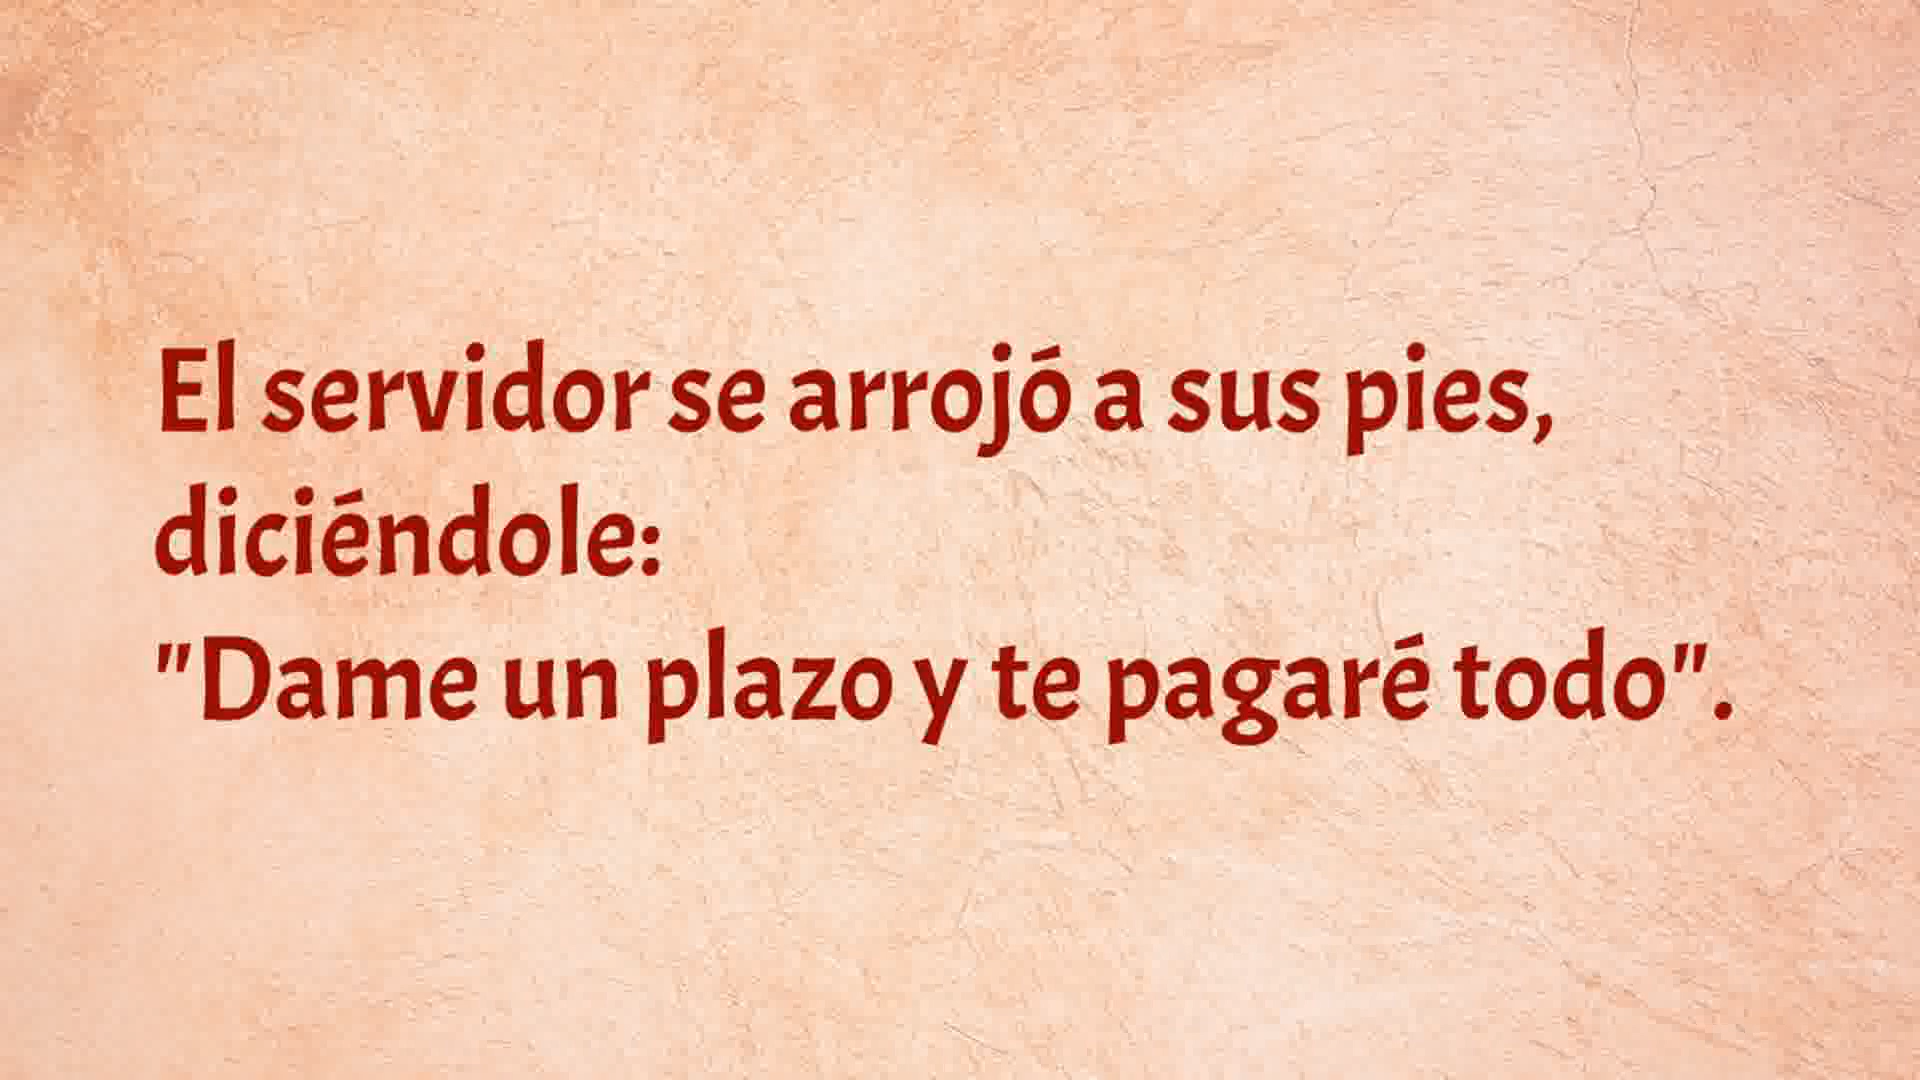 El servidor se arrojó a sus pies,
diciéndole:
"Dame un plazo y te pagaré todo".